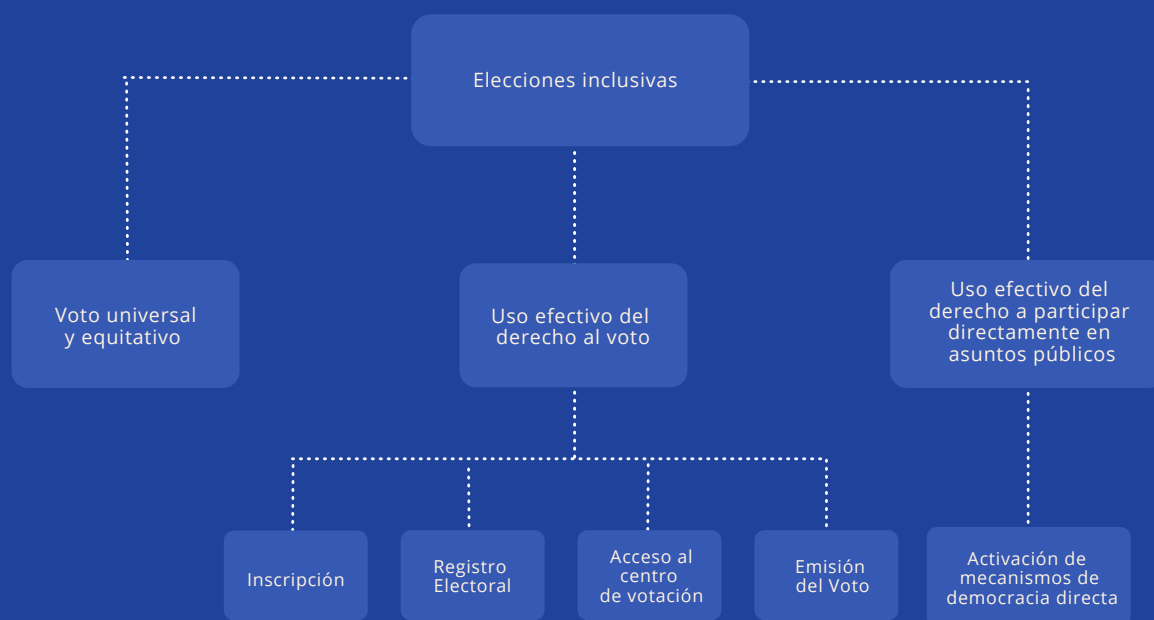 Elecciones inclusivas
Voto universal
y equitativo
Uso efectivo del
derecho al voto
Uso efectivo del
derecho a participar
directamente en
asuntos públicos
Inscripción
Registro
Electoral
Acceso al
centro
de votación
Emisión
del Voto
Activación de
mecanismos de
democracia directa